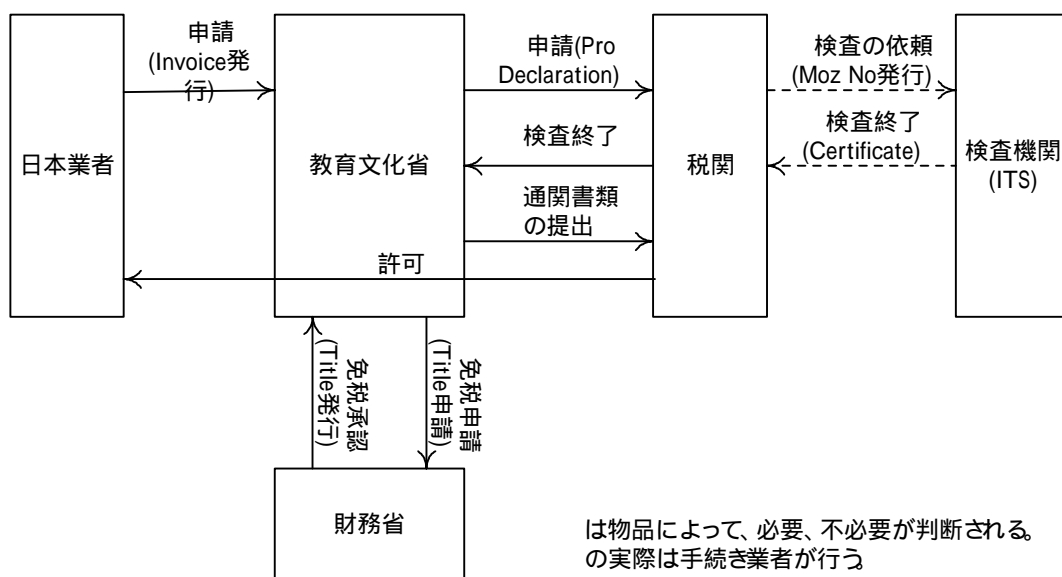 申請
(Invoice発
行)
申請(Pro
Declaration)
検査の依頼
(Moz No発行)
検査終了
検査終了
(Certificate)
日本業者
教育文化省
税関
検査機関
(ITS)
通関書類
の提出
許可
免税承認
(Title発行)
免税申請
(Title申請)
財務省
は物品によって、必要、不必要が判断される。
の実際は手続き業者が行う。